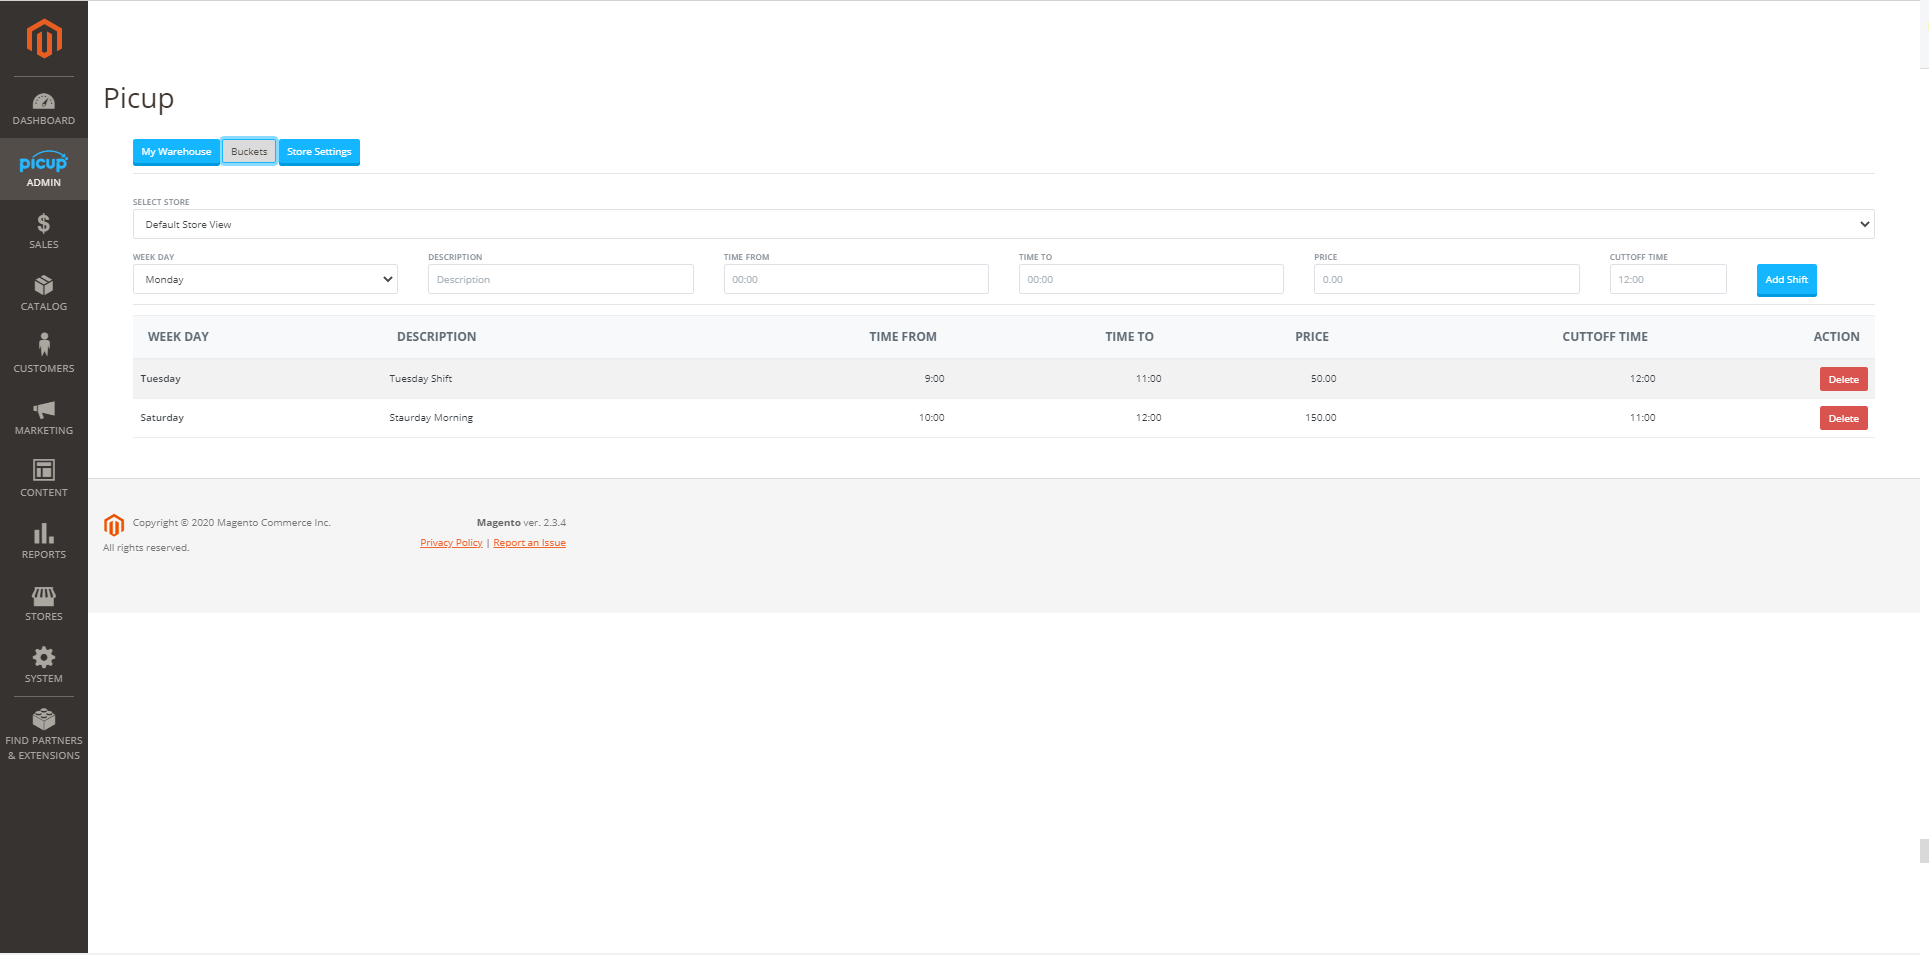 Picup
DASHBOARD
picup
ADMIN
SALES
CATALOG
CUSTOMERS
MARKETING
CONTENT
REPORTS
STORES
SYSTEM
FIND PARTNERS
& EXTENSIONS
My Warehouse Buckets Store Settings
SELECT STORE
Default Store View
WEEK DAY DESCRIPTION TIME FROM TIME TO PRICE CUTTOFF TIME
Monday Description 00:00 00:00 0.00 12:00 Add Shift
WEEK DAY DESCRIPTION TIME FROM TIME TO PRICE CUTTOFF TIME ACTION
Tuesday Tuesday Shift 9:00 11:00 50.00 12:00 Delete
Saturday Staurday Morning 10:00 12:00 150.00 11:00 Delete
Copyright © 2020 Magento Commerce Inc.
All rights reserved.
Magento ver. 2.3.4
Privacy Policy | Report an Issue